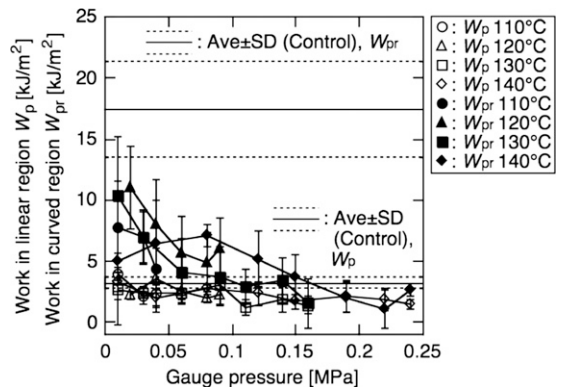 Work in linear region Wp [kJ/m²]
Work in curved region Wpr [kJ/m²]
25
20
15
10
5
0
: Ave±SD (Control), Wpr
: Ave±SD
(Control),
Wp
0 0.05 0.1 0.15 0.2 0.25
Gauge pressure [MPa]
: Wp 110°C
: Wp 120°C
: Wp 130°C
: Wp 140°C
: Wpr 110°C
: Wpr 120°C
: Wpr 130°C
: Wpr 140°C